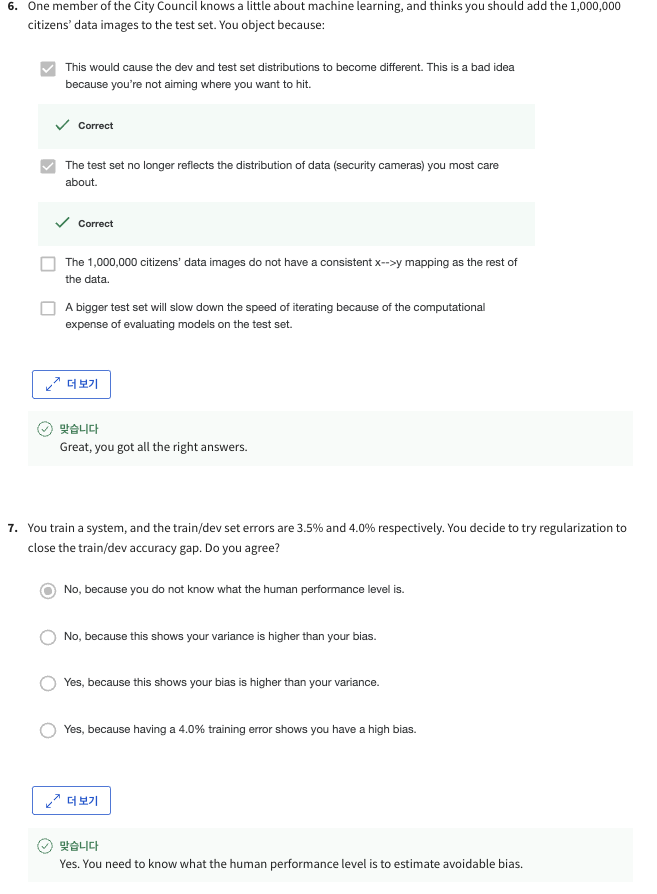 6. One member of the City Council knows a little about machine learning, and thinks you should add the 1,000,000
citizens' data images to the test set. You object because:
This would cause the dev and test set distributions to become different. This is a bad idea
because you're not aiming where you want to hit.
Correct
The test set no longer reflects the distribution of data (security cameras) you most care
about.
Correct
The 1,000,000 citizens' data images do not have a consistent x-->y mapping as the rest of
the data.
A bigger test set will slow down the speed of iterating because of the computational
expense of evaluating models on the test set.
더 보기
맞습니다
Great, you got all the right answers.
7. You train a system, and the train/dev set errors are 3.5% and 4.0% respectively. You decide to try regularization to
close the train/dev accuracy gap. Do you agree?
No, because you do not know what the human performance level is.
No, because this shows your variance is higher than your bias.
Yes, because this shows your bias is higher than your variance.
Yes, because having a 4.0% training error shows you have a high bias.
더 보기
맞습니다
Yes. You need to know what the human performance level is to estimate avoidable bias.